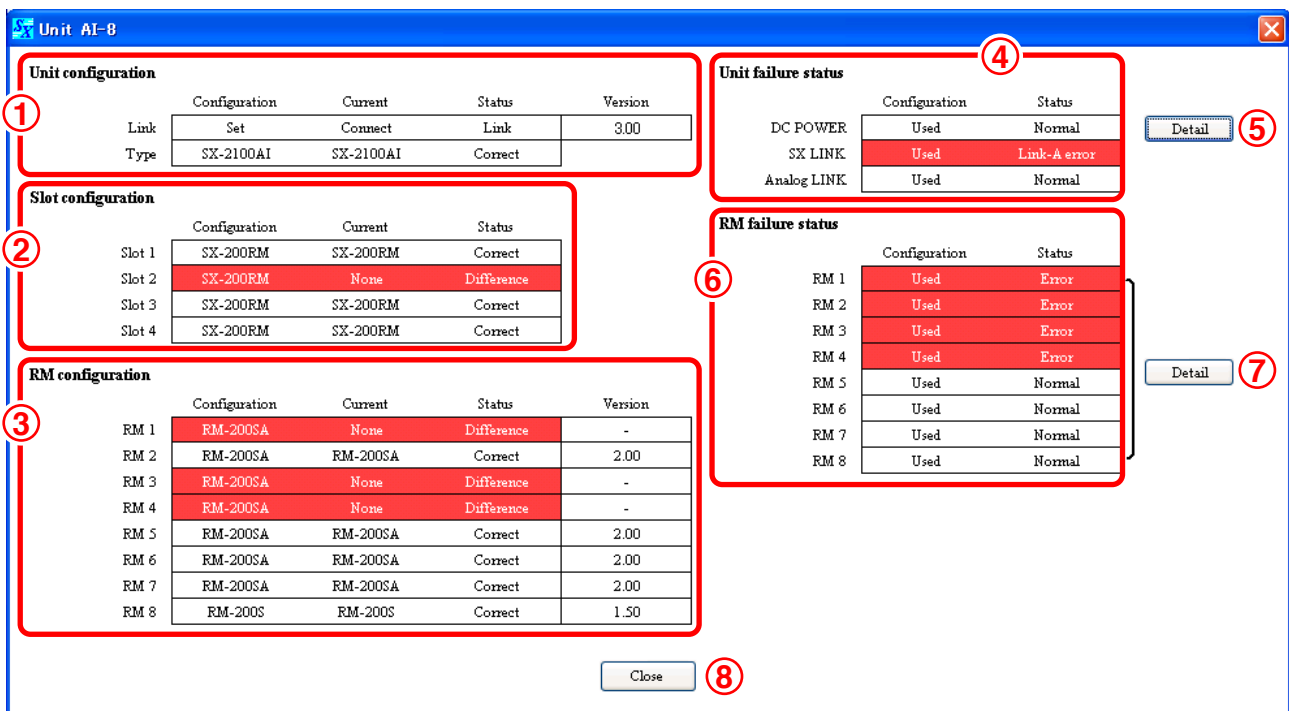 SX Unit AI-8
① Unit configuration
Configuration Current Status Version
Link Set Connect Link 3.00
Type SX-2100AI SX-2100AI Correct
② Slot configuration
Configuration Current Status
Slot 1 SX-200RM SX-200RM Correct
Slot 2 SX-200RM None Difference
Slot 3 SX-200RM SX-200RM Correct
Slot 4 SX-200RM SX-200RM Correct
③ RM configuration
Configuration Current Status Version
RM 1 RM-200SA None Difference -
RM 2 RM-200SA RM-200SA Correct 2.00
RM 3 RM-200SA None Difference -
RM 4 RM-200SA None Difference -
RM 5 RM-200SA RM-200SA Correct 2.00
RM 6 RM-200SA RM-200SA Correct 2.00
RM 7 RM-200SA RM-200SA Correct 2.00
RM 8 RM-200S RM-200S Correct 1.50
④ Unit failure status
Configuration Status
DC POWER Used Normal
SX LINK Used Link-A error
Analog LINK Used Normal
Detail ⑤
⑥ RM failure status
Configuration Status
RM 1 Used Error
RM 2 Used Error
RM 3 Used Error
RM 4 Used Error
RM 5 Used Normal
RM 6 Used Normal
RM 7 Used Normal
RM 8 Used Normal
Detail ⑦
Close ⑧